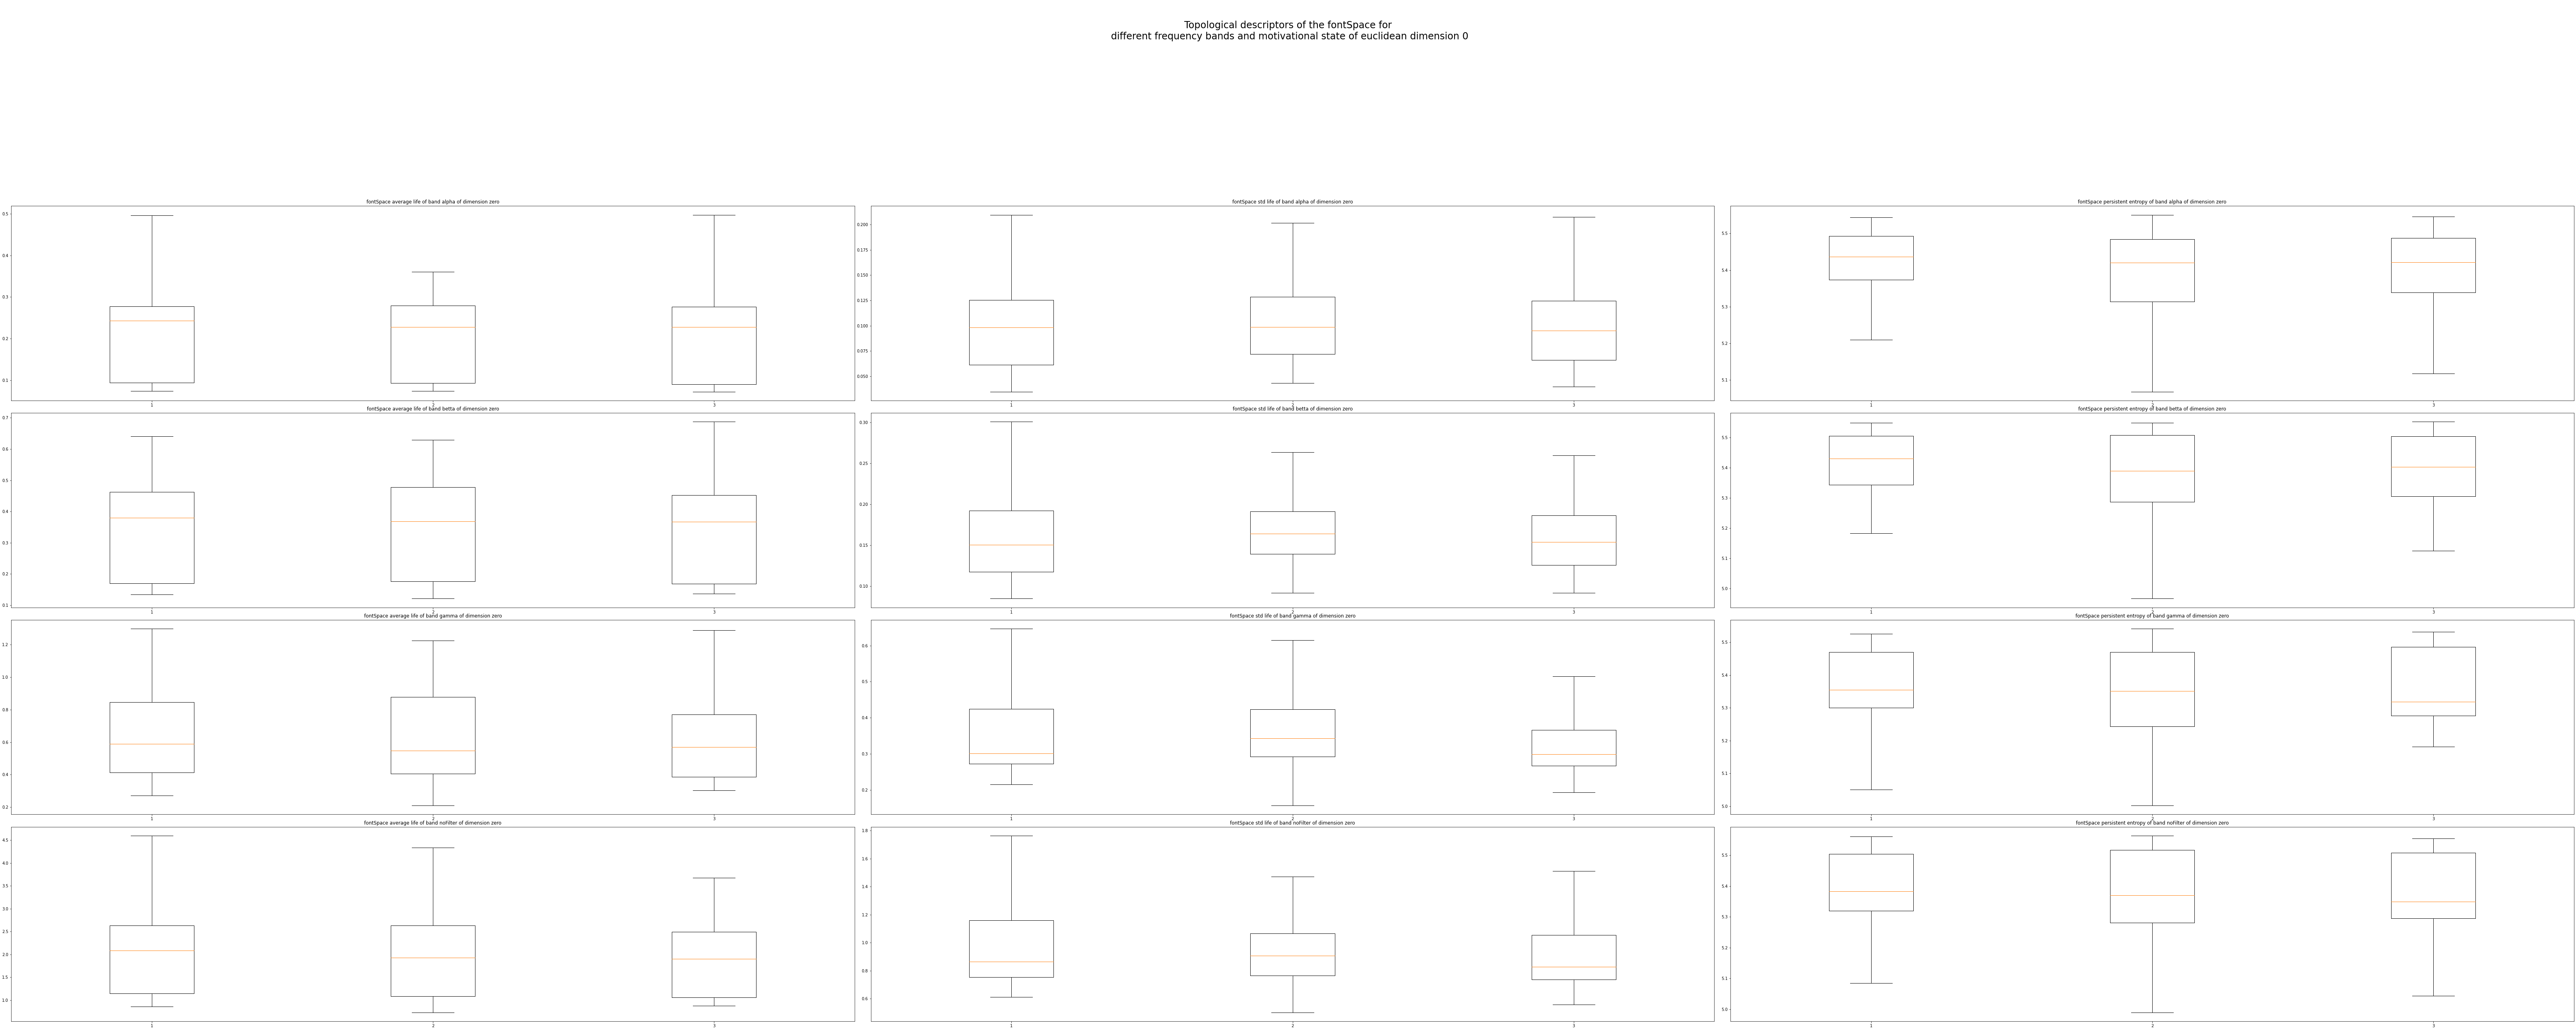 Topological descriptors of the fontSpace for
different frequency bands and motivational state of euclidean dimension 0
fontSpace average life of band alpha of dimension zero
0.5
0.4
0.3
0.2
0.1
1 2 3
fontSpace std life of band alpha of dimension zero
0.200
0.175
0.150
0.125
0.100
0.075
0.050
1 2 3
fontSpace persistent entropy of band alpha of dimension zero
5.5
5.4
5.3
5.2
5.1
1 2 3
fontSpace average life of band betta of dimension zero
0.7
0.6
0.5
0.4
0.3
0.2
0.1
1 2 3
fontSpace std life of band betta of dimension zero
0.30
0.25
0.20
0.15
0.10
1 2 3
fontSpace persistent entropy of band betta of dimension zero
5.5
5.4
5.3
5.2
5.1
5.0
1 2 3
fontSpace average life of band gamma of dimension zero
1.2
1.0
0.8
0.6
0.4
0.2
1 2 3
fontSpace std life of band gamma of dimension zero
0.6
0.5
0.4
0.3
0.2
1 2 3
fontSpace persistent entropy of band gamma of dimension zero
5.5
5.4
5.3
5.2
5.1
5.0
1 2 3
fontSpace average life of band noFilter of dimension zero
4.5
4.0
3.5
3.0
2.5
2.0
1.5
1.0
1 2 3
fontSpace std life of band noFilter of dimension zero
1.8
1.6
1.4
1.2
1.0
0.8
0.6
1 2 3
fontSpace persistent entropy of band noFilter of dimension zero
5.5
5.4
5.3
5.2
5.1
5.0
1 2 3